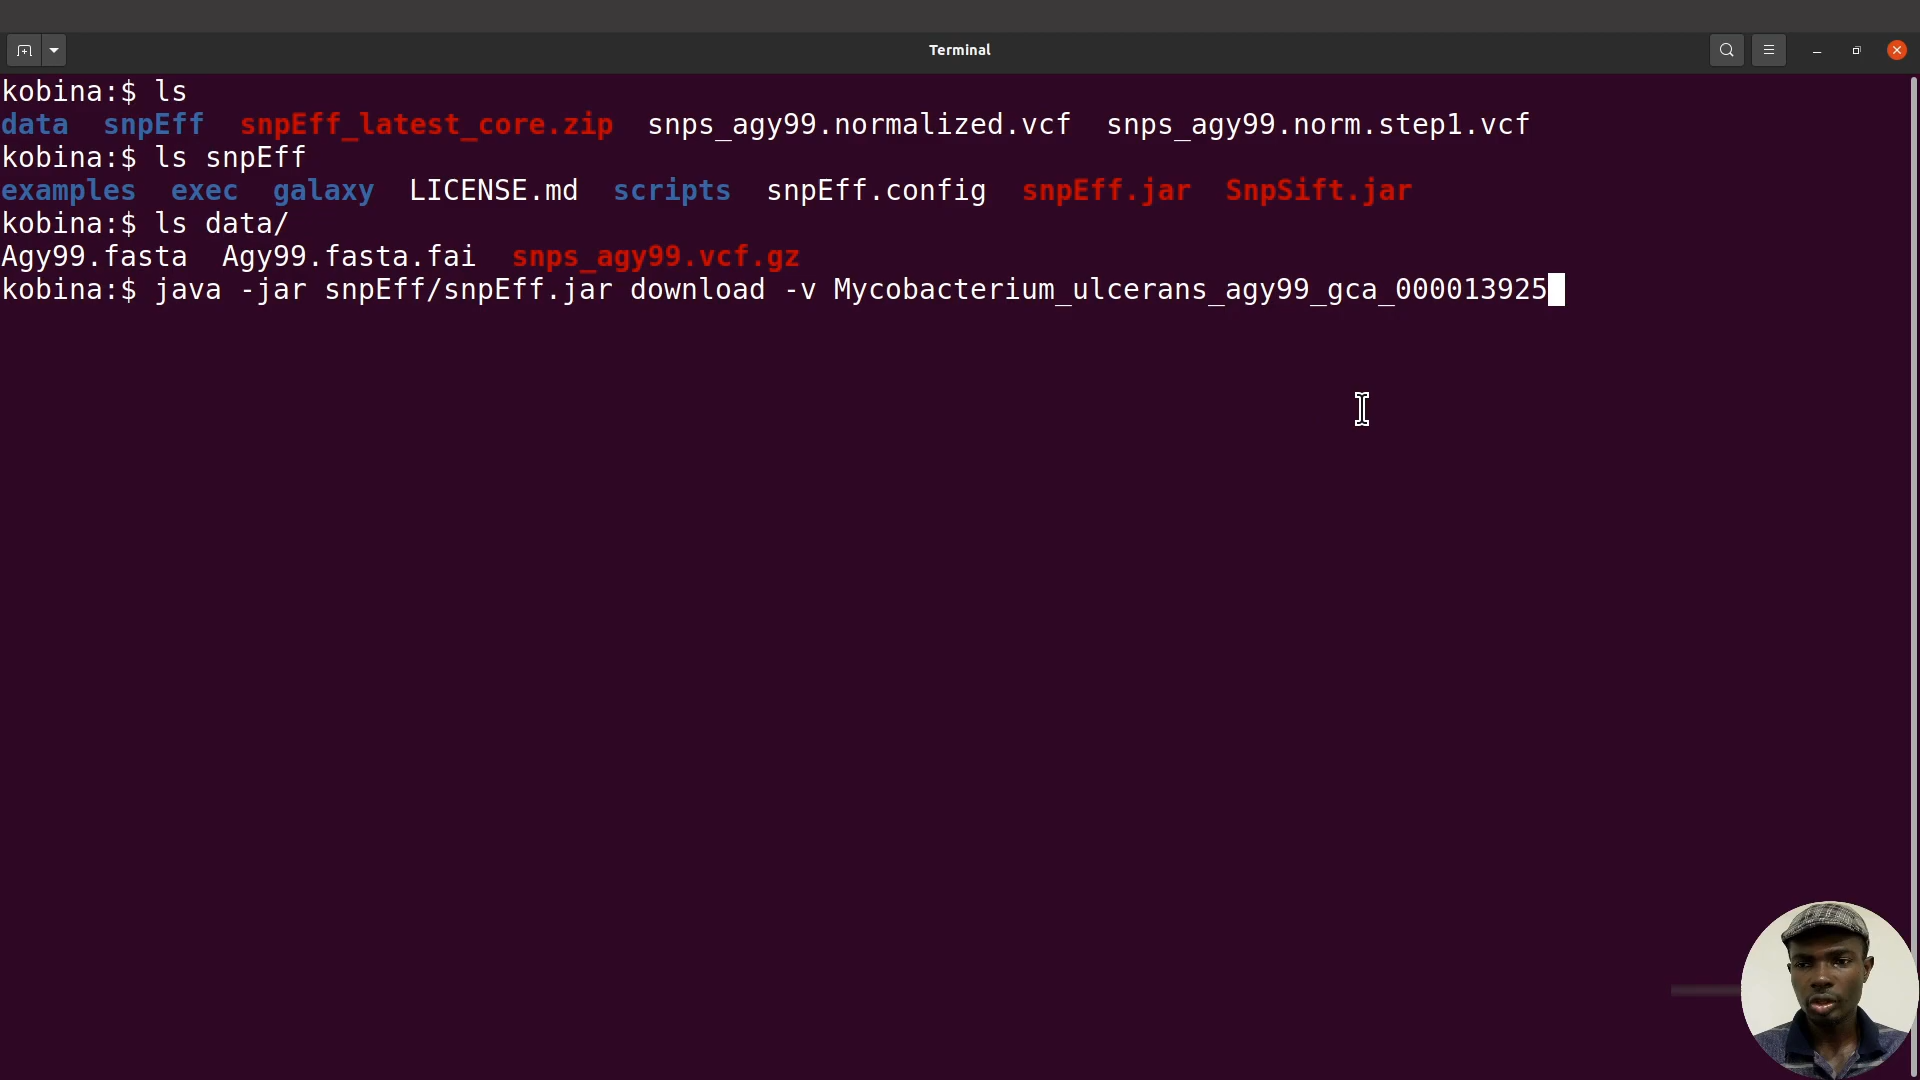 Terminal
kobina:$ ls
data  snpEff  snpEff_latest_core.zip  snps_agy99.normalized.vcf  snps_agy99.norm.step1.vcf
kobina:$ ls snpEff
examples  exec  galaxy  LICENSE.md  scripts  snpEff.config  snpEff.jar  SnpSift.jar
kobina:$ ls data/
Agy99.fasta  Agy99.fasta.fai  snps_agy99.vcf.gz
kobina:$ java -jar snpEff/snpEff.jar download -v Mycobacterium_ulcerans_agy99_gca_000013925